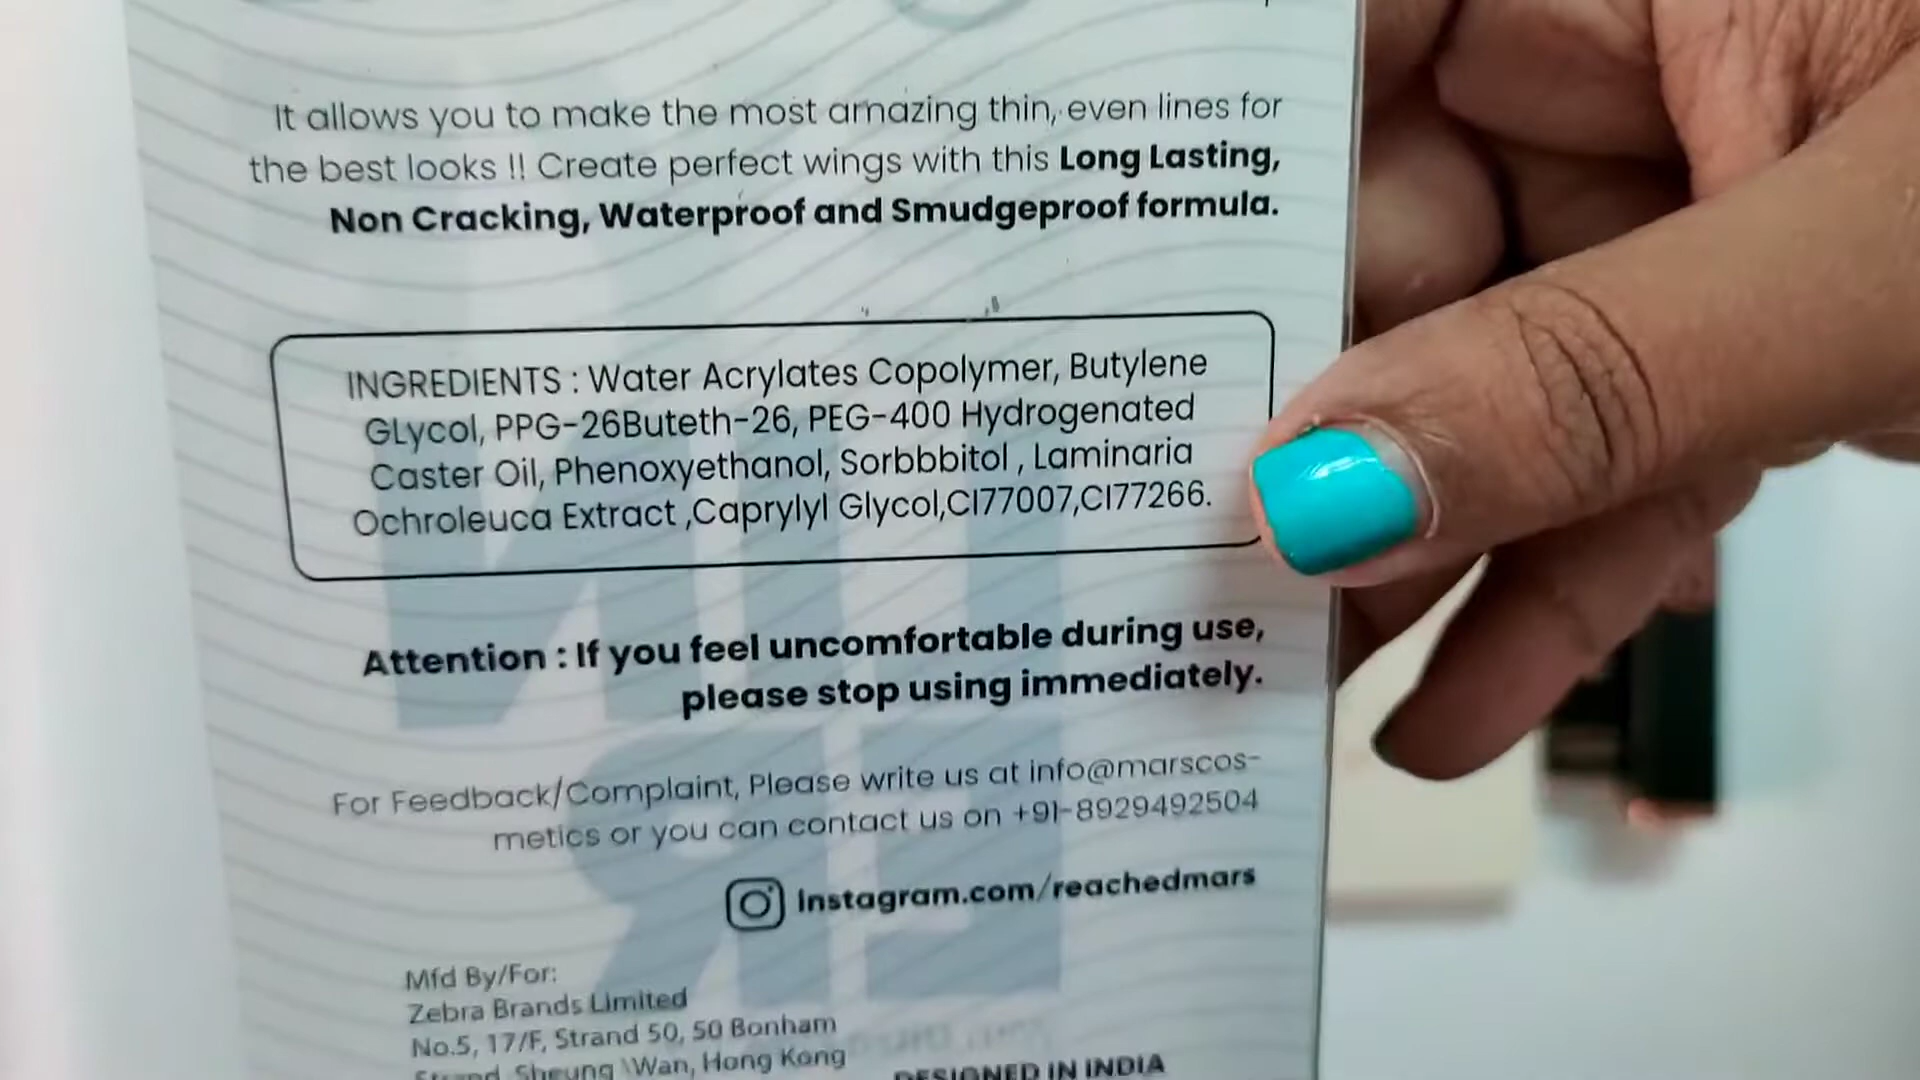 It allows you to make the most amazing thin, even lines for
the best looks !! Create perfect wings with this Long Lasting,
Non Cracking, Waterproof and Smudgeproof formula.
INGREDIENTS : Water Acrylates Copolymer, Butylene
GLycol, PPG-26Buteth-26, PEG-400 Hydrogenated
Caster Oil, Phenoxyethanol, Sorbbbitol , Laminaria
Ochroleuca Extract ,Caprylyl Glycol,CI77007,CI77266.
Attention : If you feel uncomfortable during use,
please stop using immediately.
For Feedback/Complaint, Please write us at info@marscos-
metics or you can contact us on +91-8929492504
Instagram.com/reachedmars
Mfd By/For:
Zebra Brands Limited
No.5, 17/F, Strand 50, 50 Bonham
Strand, Sheung Wan, Hong Kong
DESIGNED IN INDIA